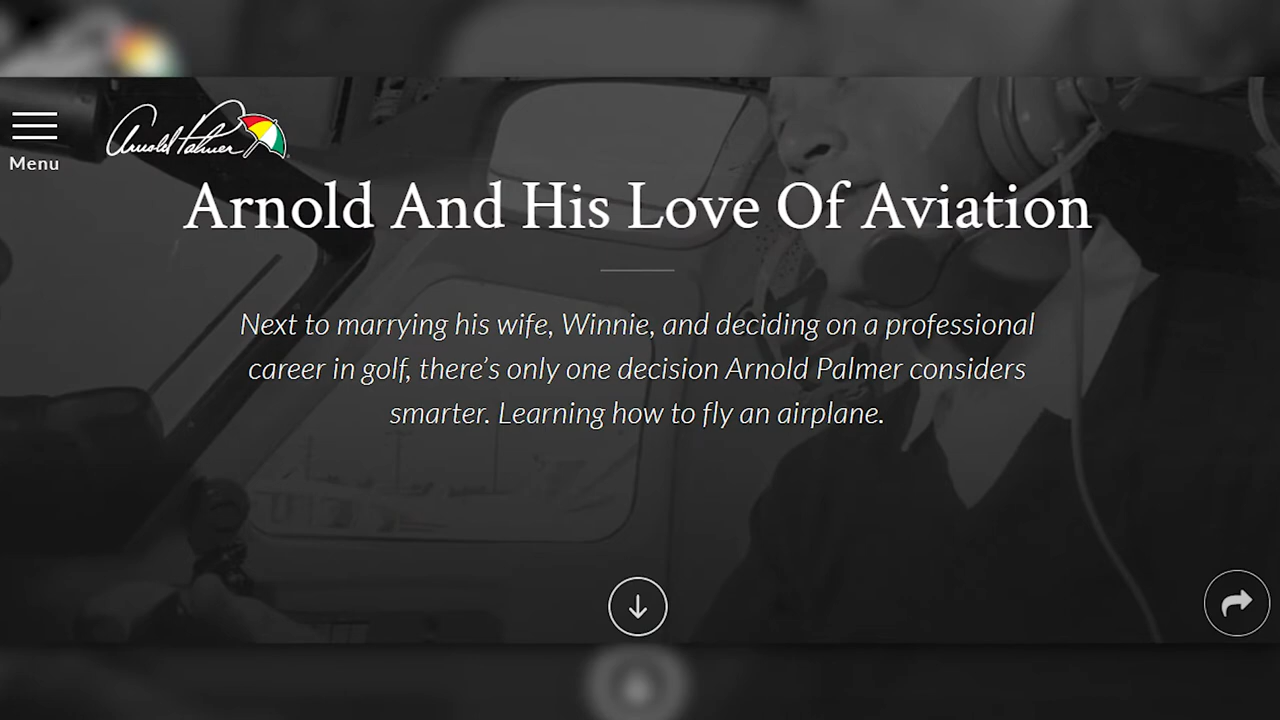 Menu
Arnold Palmer
Arnold And His Love Of Aviation
Next to marrying his wife, Winnie, and deciding on a professional
career in golf, there’s only one decision Arnold Palmer considers
smarter. Learning how to fly an airplane.